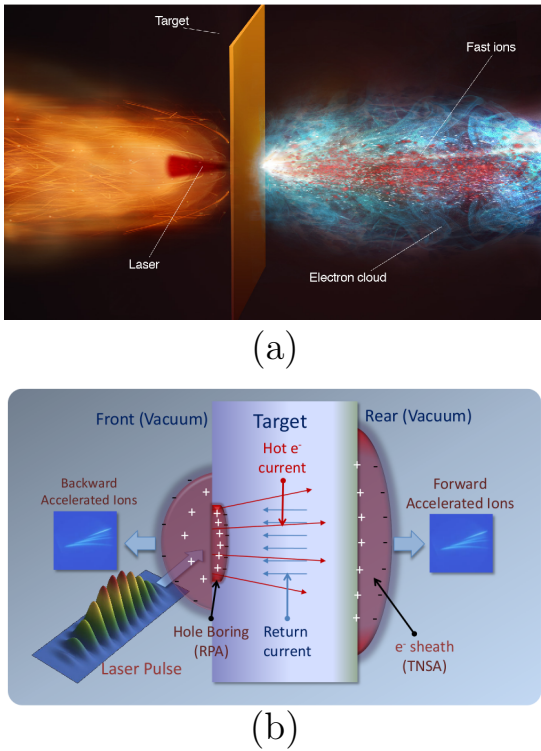 Target
Fast ions
Laser
Electron cloud
(a)
Front (Vacuum)
Target
Rear (Vacuum)
Hot e-
current
Backward
Accelerated Ions
Forward
Accelerated Ions
+ + + + + + + + + + + + + + + + +
- - - - - - - - - - - - - - - -
Hole Boring
(RPA)
Return
current
e- sheath
(TNSA)
Laser Pulse
(b)